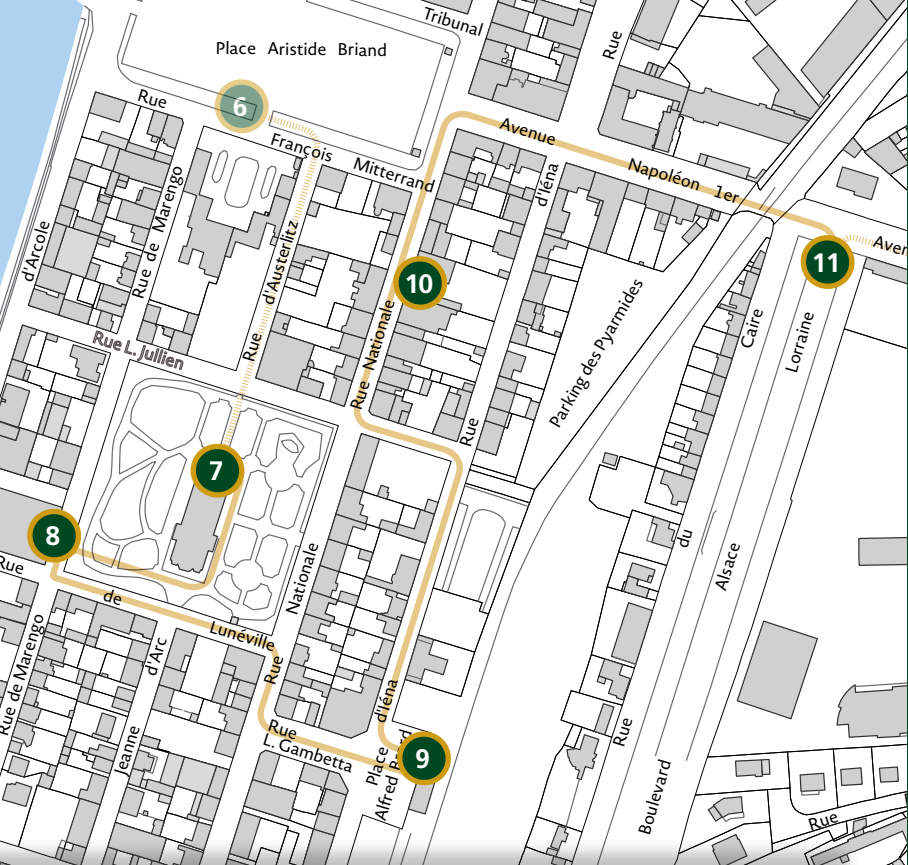 Tribunal
Rue
Place Aristide Briand
Rue
6
François
Mitterrand
Avenue
Napoléon 1er
d'Iéna
Rue de Marengo
d'Arcole
d'Austerlitz
Rue
11
Aven
10
Rue Nationale
Parking des Pyarmides
Caire
Lorraine
Rue L. Jullien
Rue
7
8
Rue
de
Lunéville
Nationale
Rue
du
Alsace
Rue de Marengo
d'Arc
Jeanne
Rue
L. Gambetta
d'Iéna
Place
Alfred
9
Rue
Boulevard
Rue